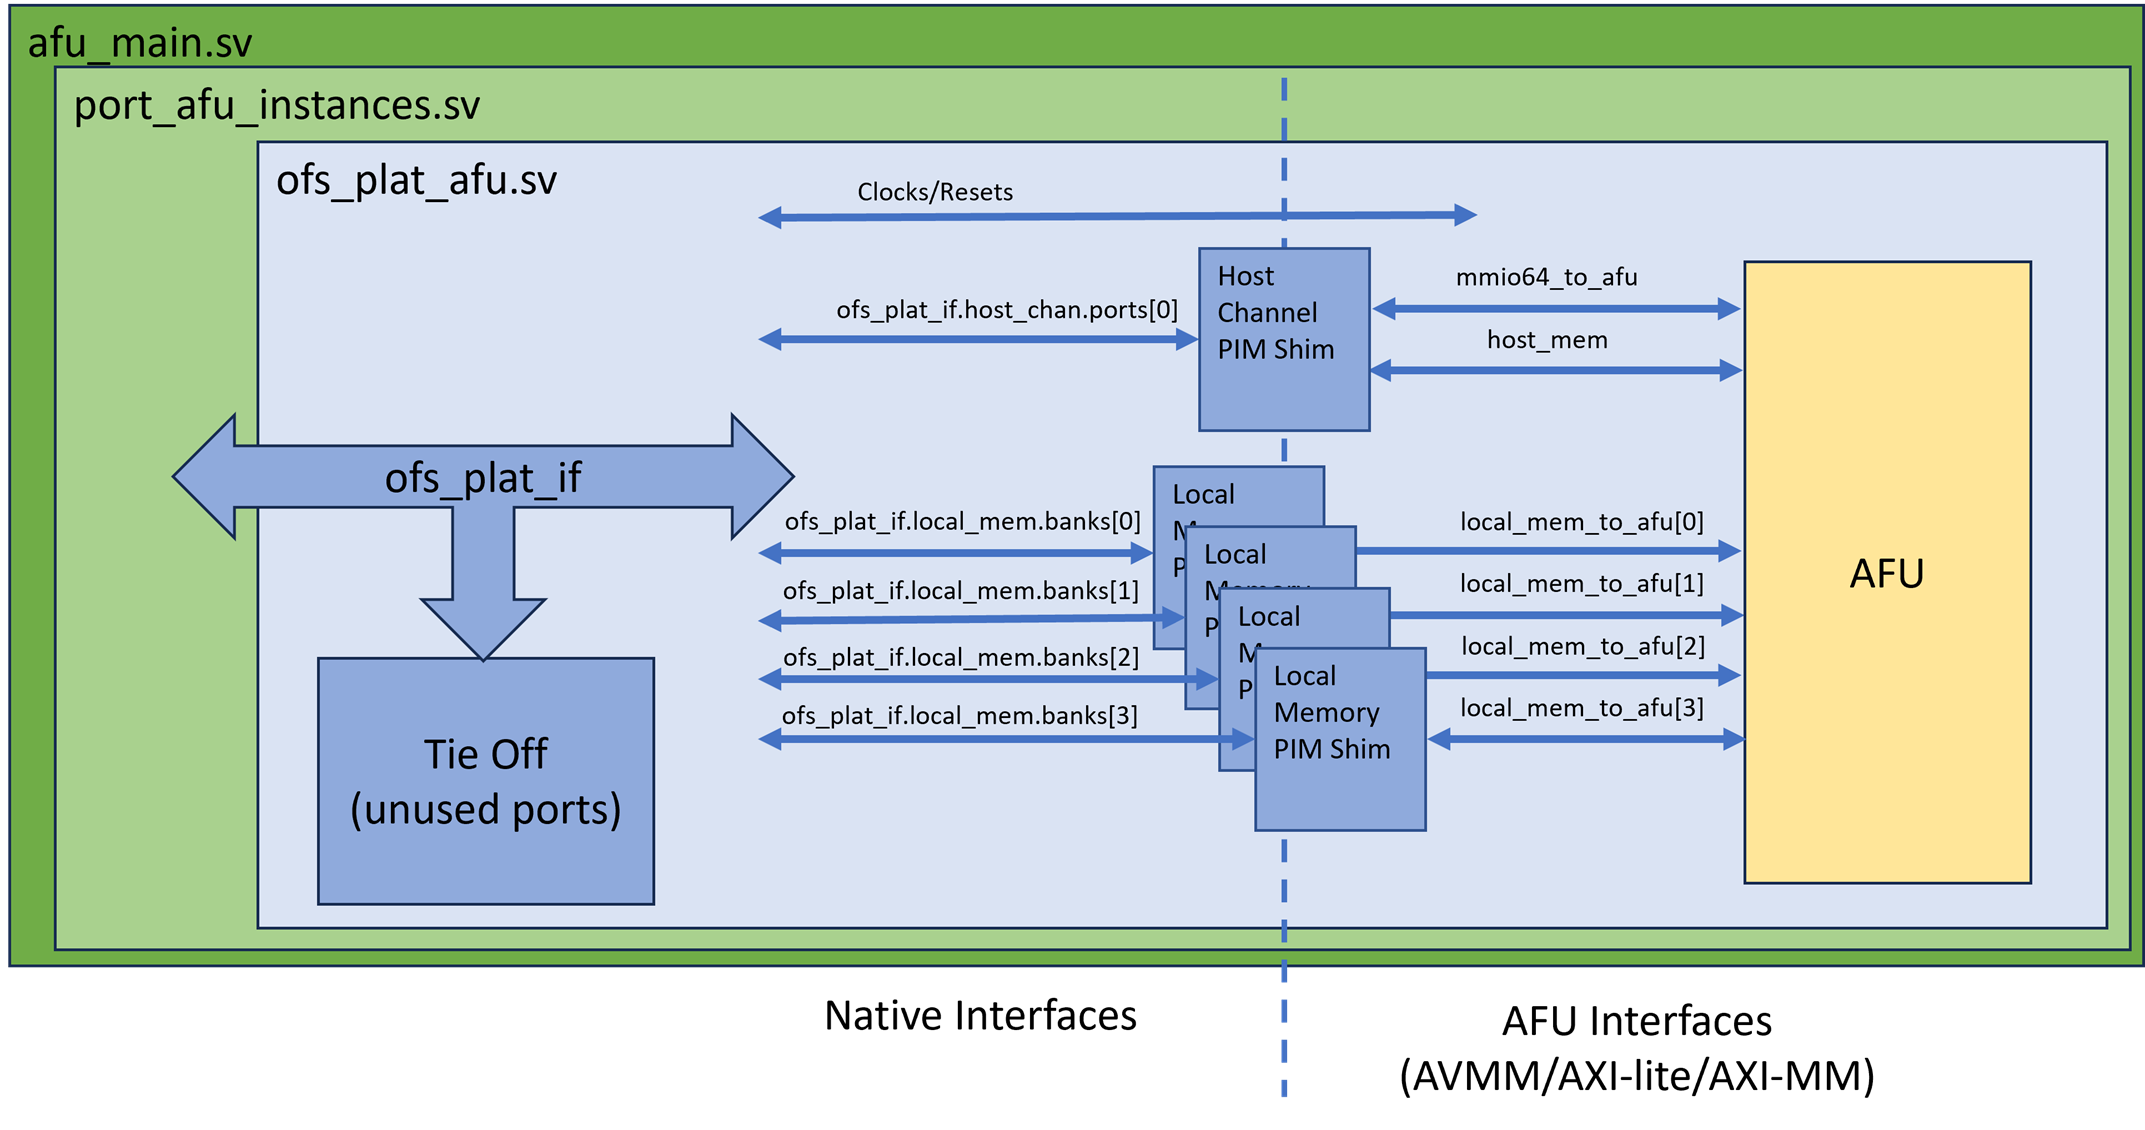 afu_main.sv
port_afu_instances.sv
ofs_plat_afu.sv
Clocks/Resets
ofs_plat_if.host_chan.ports[0]
Host
Channel
PIM Shim
mmio64_to_afu
host_mem
ofs_plat_if
ofs_plat_if.local_mem.banks[0]
ofs_plat_if.local_mem.banks[1]
ofs_plat_if.local_mem.banks[2]
ofs_plat_if.local_mem.banks[3]
Local
Local
Local
Local
Memory
PIM Shim
local_mem_to_afu[0]
local_mem_to_afu[1]
local_mem_to_afu[2]
local_mem_to_afu[3]
AFU
Tie Off
(unused ports)
Native Interfaces
AFU Interfaces
(AVMM/AXI-lite/AXI-MM)